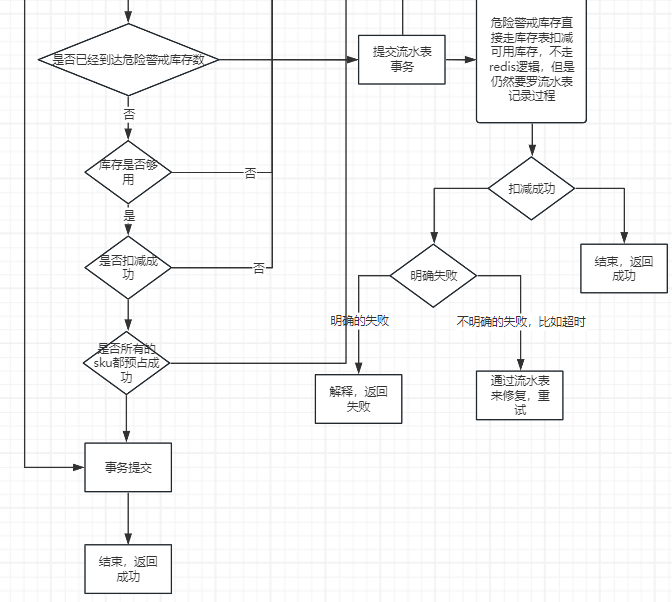 危险警戒库存直
接走库存表扣减
可用库存，不走
redis逻辑，但是
仍然要罗流水表
记录过程
提交流水表
事务
是否已经到达危险警戒库存数
否
库存是否够
用
否
是
扣减成功
是否扣减成
功
否
结束，返回
成功
明确失败
明确的失败
不明确的失败，比如超时
是否所有的
sku都预占成
功
解释，返回
失败
通过流水表
来修复，重
试
事务提交
结束，返回
成功